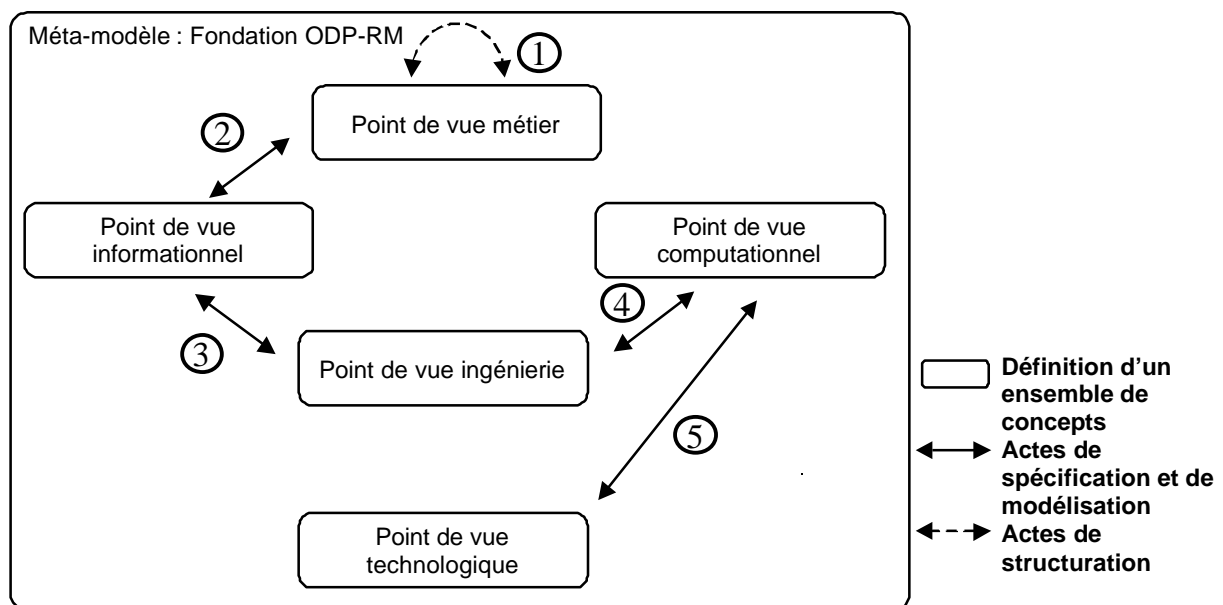 Méta-modèle : Fondation ODP-RM
1
Point de vue métier
2
Point de vue
informationnel
Point de vue
computationnel
4
3
Point de vue ingénierie
5
Point de vue
technologique
Définition d’un
ensemble de
concepts
Actes de
spécification et de
modélisation
Actes de
structuration